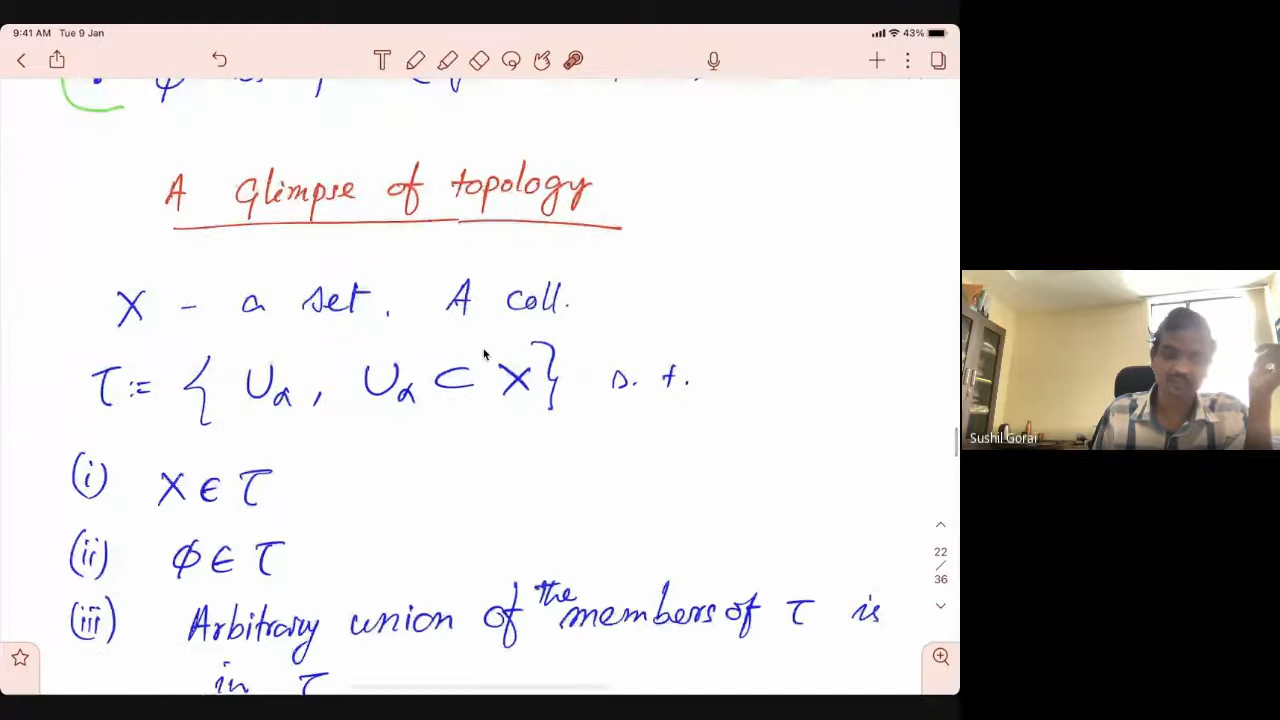 9:41 AM Tue 9 Jan
43%
A Glimpse of topology
X - a set. A coll.
τ := { Uα, Uα ⊂ X } s. t.
(i) X ∈ τ
(ii) φ ∈ τ
(iii) Arbitrary union of the members of τ is
in τ
22
/
36
Sushil Gorai